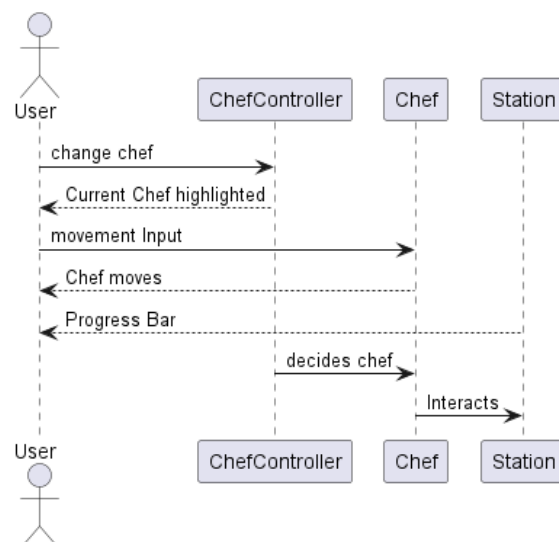 User
ChefController
Chef
Station
change chef
Current Chef highlighted
movement Input
Chef moves
Progress Bar
decides chef
Interacts
User
ChefController
Chef
Station